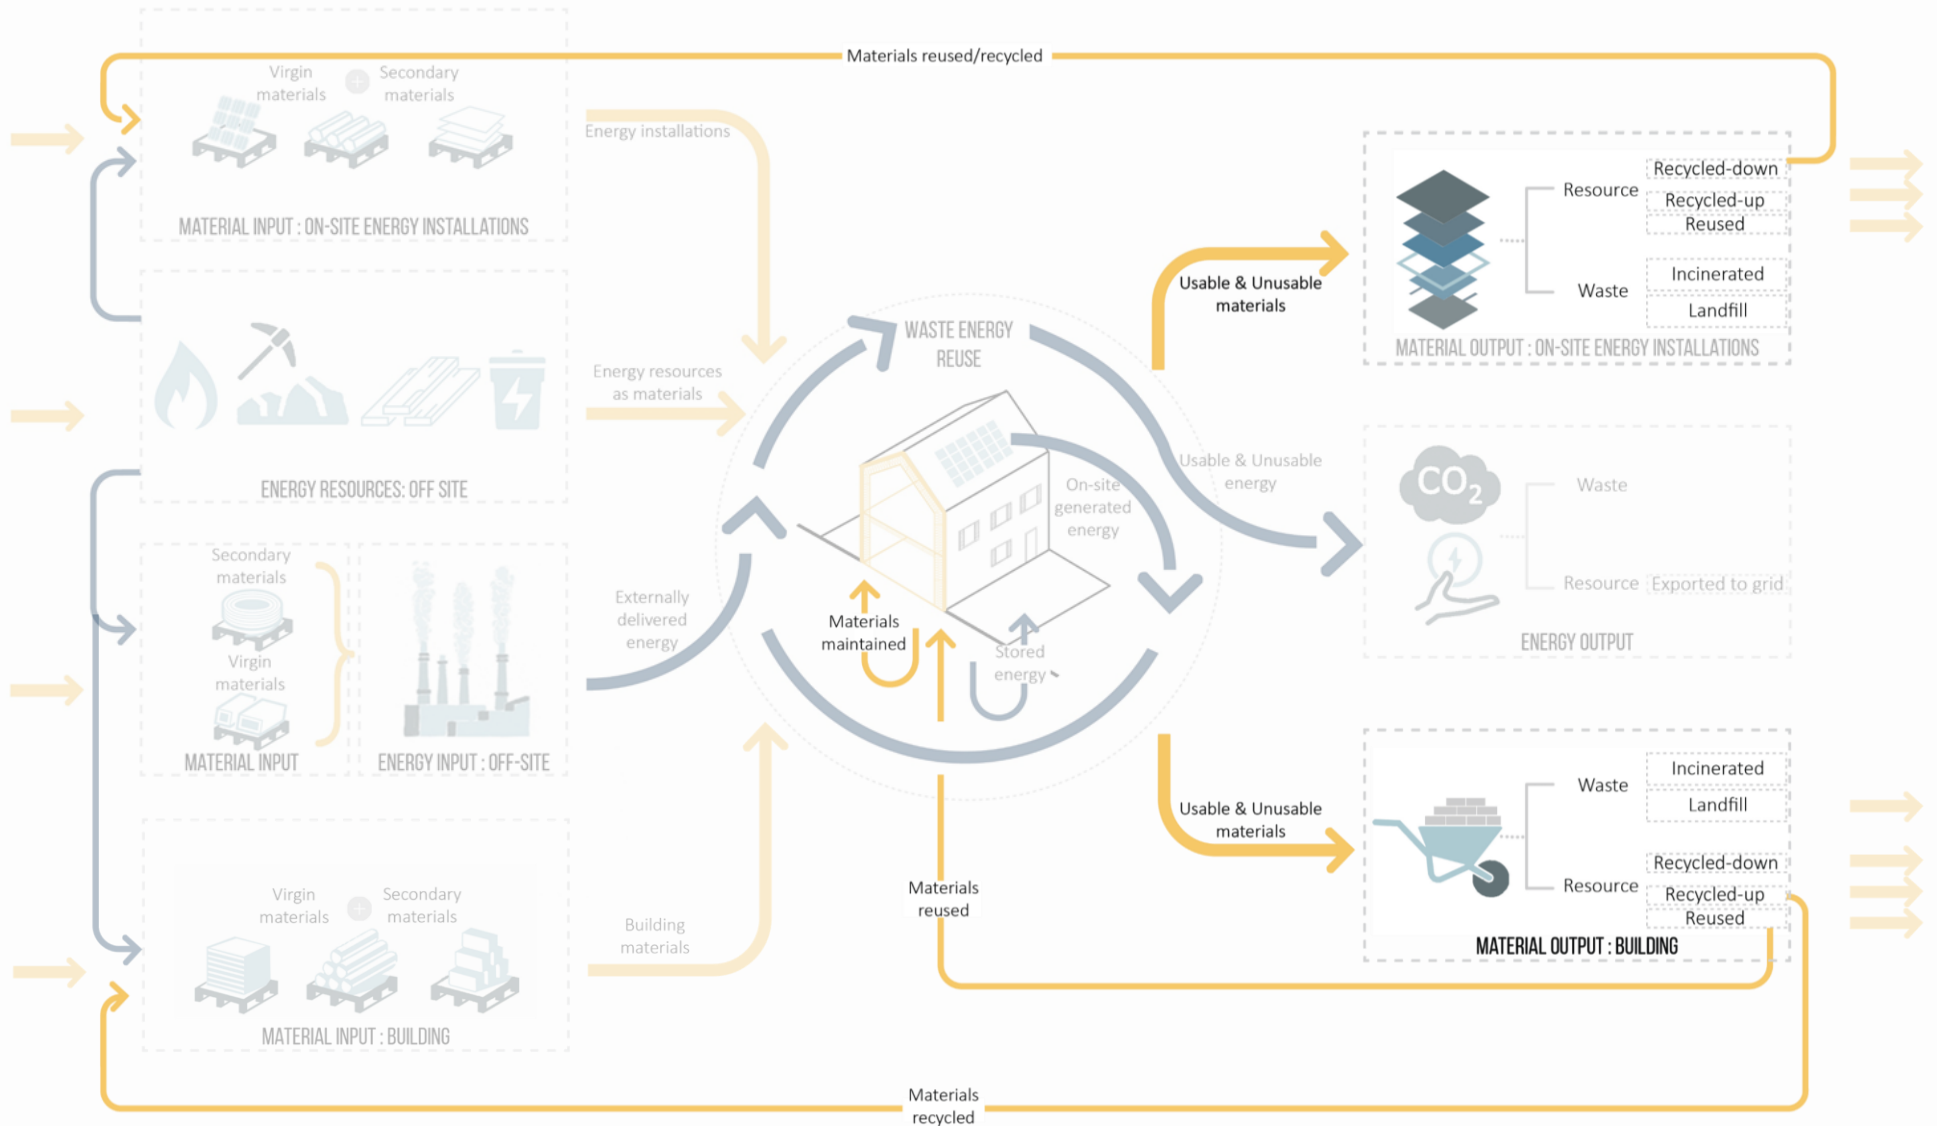 Materials reused/recycled
Virgin
materials
Secondary
materials
MATERIAL INPUT : ON-SITE ENERGY INSTALLATIONS
ENERGY RESOURCES: OFF SITE
Secondary
materials
Virgin
materials
MATERIAL INPUT
ENERGY INPUT : OFF-SITE
Virgin
materials
Secondary
materials
MATERIAL INPUT : BUILDING
Energy installations
Energy resources
as materials
Externally
delivered
energy
Building
materials
WASTE ENERGY
REUSE
On-site
generated
energy
Materials
maintained
Stored
energy
Materials
reused
Materials
recycled
Usable & Unusable
materials
Usable & Unusable
energy
Usable & Unusable
materials
Resource
Recycled-down
Recycled-up
Reused
Waste
Incinerated
Landfill
MATERIAL OUTPUT : ON-SITE ENERGY INSTALLATIONS
CO2
Waste
Resource
Exported to grid
ENERGY OUTPUT
Waste
Incinerated
Landfill
Resource
Recycled-down
Recycled-up
Reused
MATERIAL OUTPUT : BUILDING